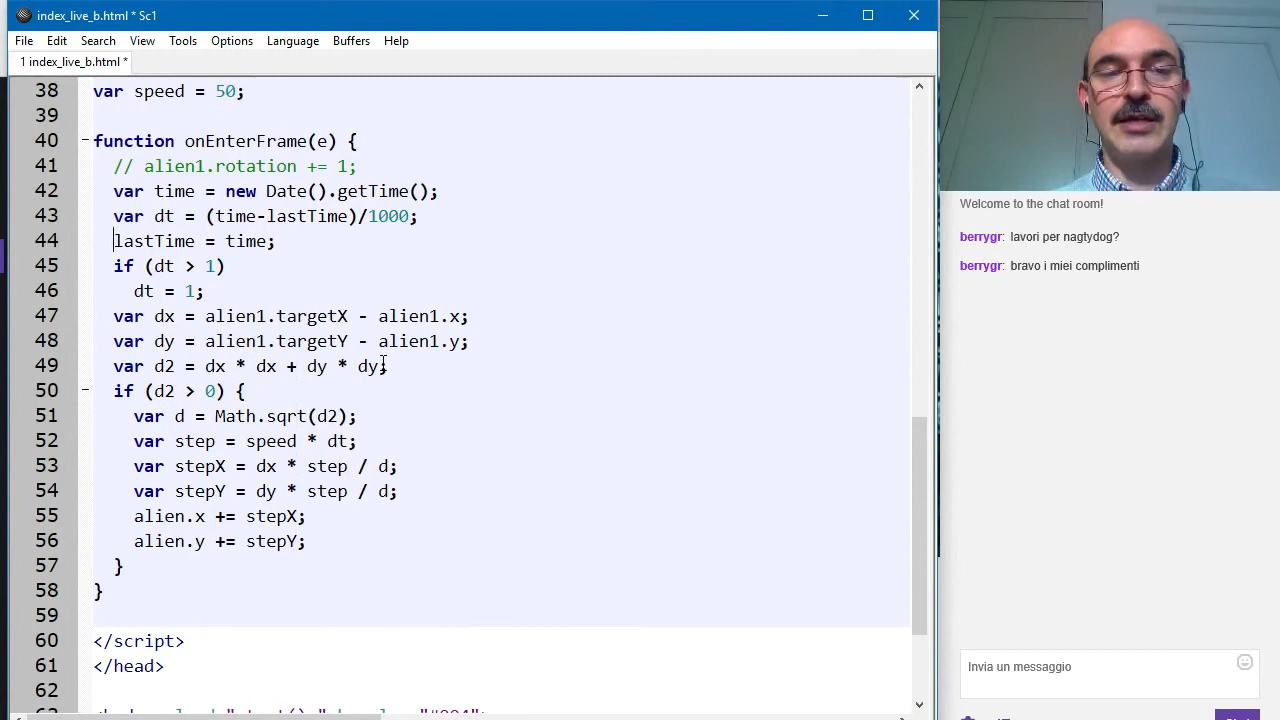 index_live_b.html * Sc1
File Edit Search View Tools Options Language Buffers Help
1 index_live_b.html *
38 var speed = 50;
39
40 function onEnterFrame(e) {
41 // alien1.rotation += 1;
42 var time = new Date().getTime();
43 var dt = (time-lastTime)/1000;
44 lastTime = time;
45 if (dt > 1)
46 dt = 1;
47 var dx = alien1.targetX - alien1.x;
48 var dy = alien1.targetY - alien1.y;
49 var d2 = dx * dx + dy * dy;
50 if (d2 > 0) {
51 var d = Math.sqrt(d2);
52 var step = speed * dt;
53 var stepX = dx * step / d;
54 var stepY = dy * step / d;
55 alien.x += stepX;
56 alien.y += stepY;
57 }
58 }
59
60 </script>
61 </head>
62
Welcome to the chat room!
berrygr: lavori per nagtydog?
berrygr: bravo i miei complimenti
Invia un messaggio